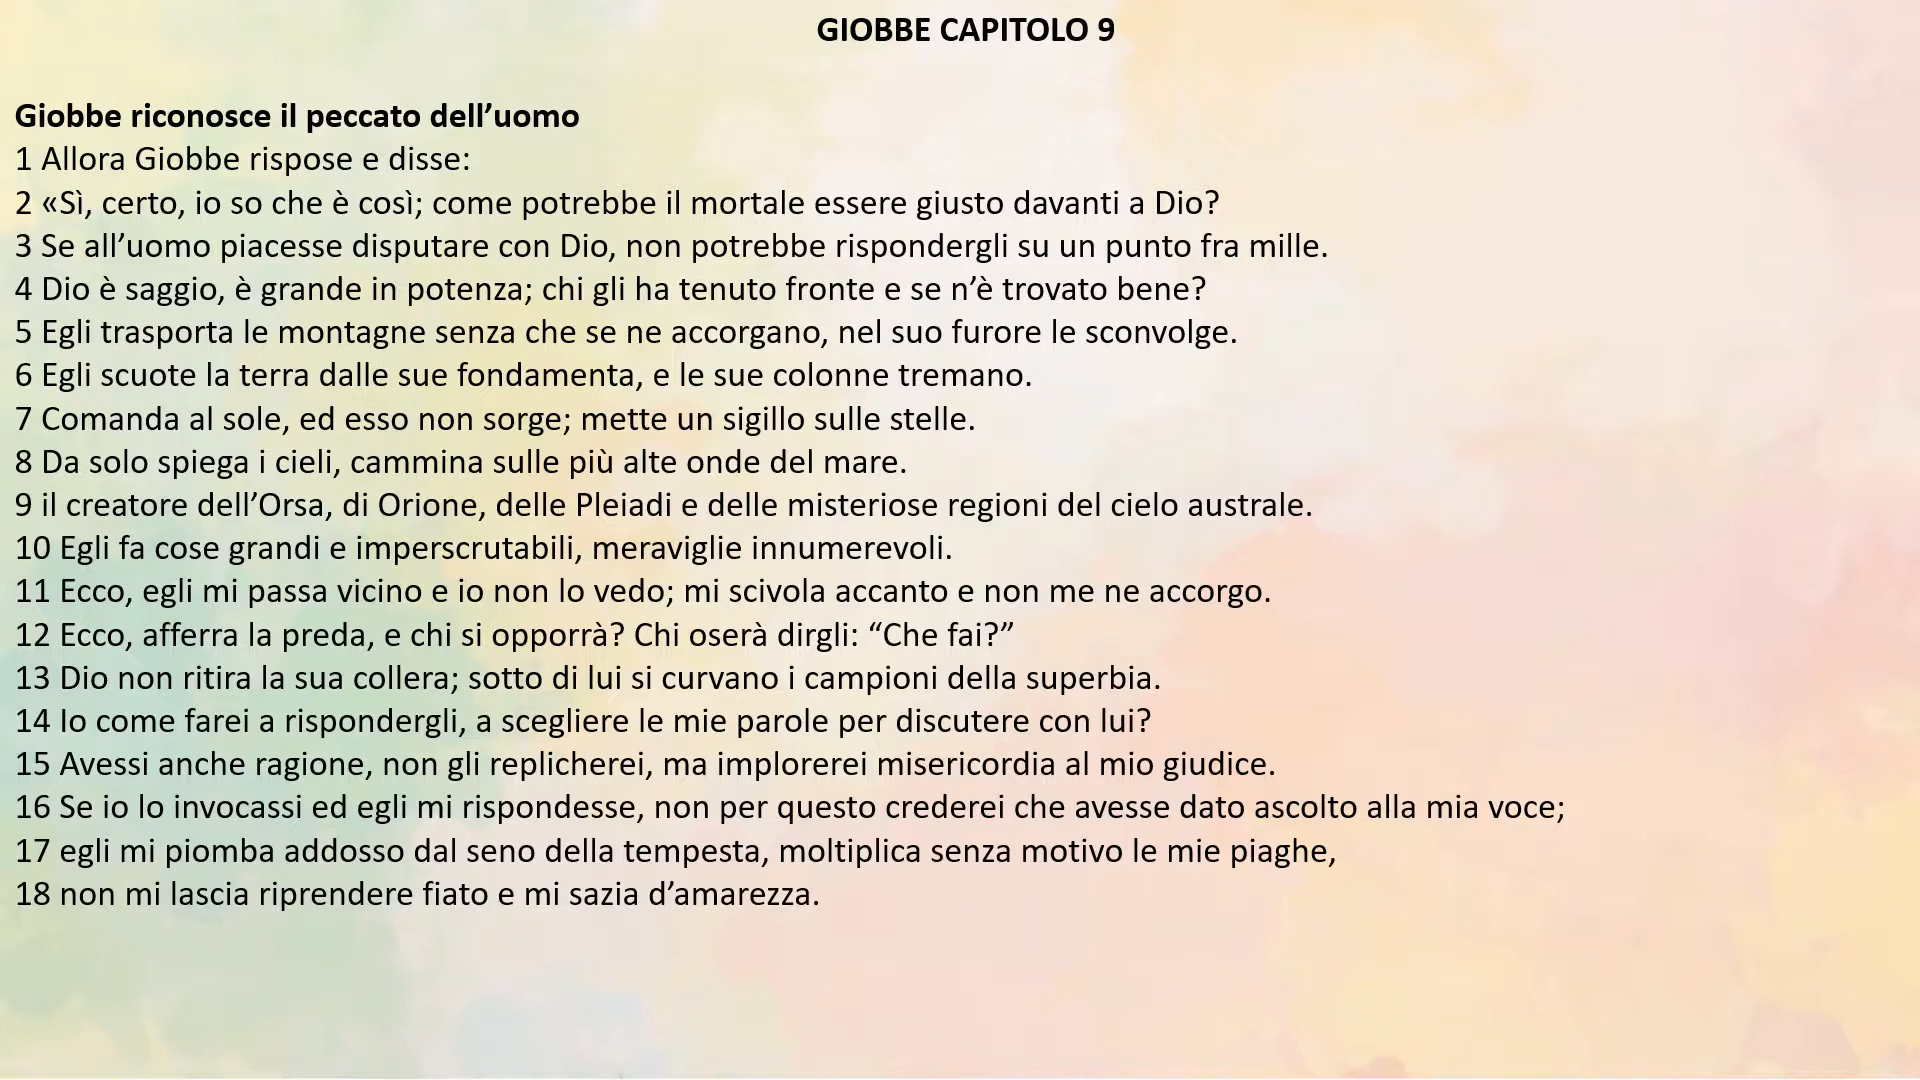 GIOBBE CAPITOLO 9
Giobbe riconosce il peccato dell’uomo
1 Allora Giobbe rispose e disse:
2 «Sì, certo, io so che è così; come potrebbe il mortale essere giusto davanti a Dio?
3 Se all’uomo piacesse disputare con Dio, non potrebbe rispondergli su un punto fra mille.
4 Dio è saggio, è grande in potenza; chi gli ha tenuto fronte e se n’è trovato bene?
5 Egli trasporta le montagne senza che se ne accorgano, nel suo furore le sconvolge.
6 Egli scuote la terra dalle sue fondamenta, e le sue colonne tremano.
7 Comanda al sole, ed esso non sorge; mette un sigillo sulle stelle.
8 Da solo spiega i cieli, cammina sulle più alte onde del mare.
9 il creatore dell’Orsa, di Orione, delle Pleiadi e delle misteriose regioni del cielo australe.
10 Egli fa cose grandi e imperscrutabili, meraviglie innumerevoli.
11 Ecco, egli mi passa vicino e io non lo vedo; mi scivola accanto e non me ne accorgo.
12 Ecco, afferra la preda, e chi si opporrà? Chi oserà dirgli: “Che fai?”
13 Dio non ritira la sua collera; sotto di lui si curvano i campioni della superbia.
14 Io come farei a rispondergli, a scegliere le mie parole per discutere con lui?
15 Avessi anche ragione, non gli replicherei, ma implorerei misericordia al mio giudice.
16 Se io lo invocassi ed egli mi rispondesse, non per questo crederei che avesse dato ascolto alla mia voce;
17 egli mi piomba addosso dal seno della tempesta, moltiplica senza motivo le mie piaghe,
18 non mi lascia riprendere fiato e mi sazia d’amarezza.